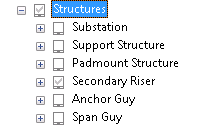 Structures
Substation
Support Structure
Padmount Structure
Secondary Riser
Anchor Guy
Span Guy